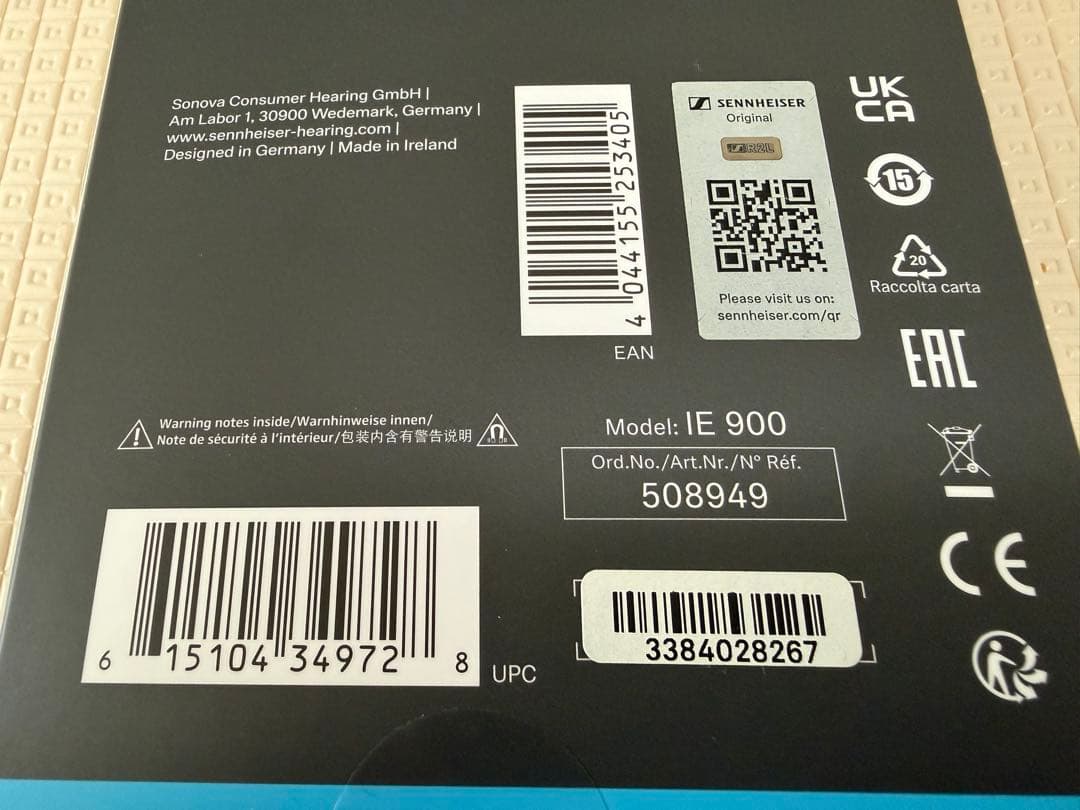 Sonova Consumer Hearing GmbH |
Am Labor 1, 30900 Wedemark, Germany |
www.sennheiser-hearing.com |
Designed in Germany | Made in Ireland
4 044155 253405
EAN
SENNHEISER
Original
Please visit us on:
sennheiser.com/qr
UK
CA
15
20
Raccolta carta
EAC
Warning notes inside/Warnhinweise innen/
Note de sécurité à l'intérieur/包装内含有警告说明
Model: IE 900
Ord.No./Art.Nr./N° Réf.
508949
CE
6 15104 34972 8
UPC
3384028267